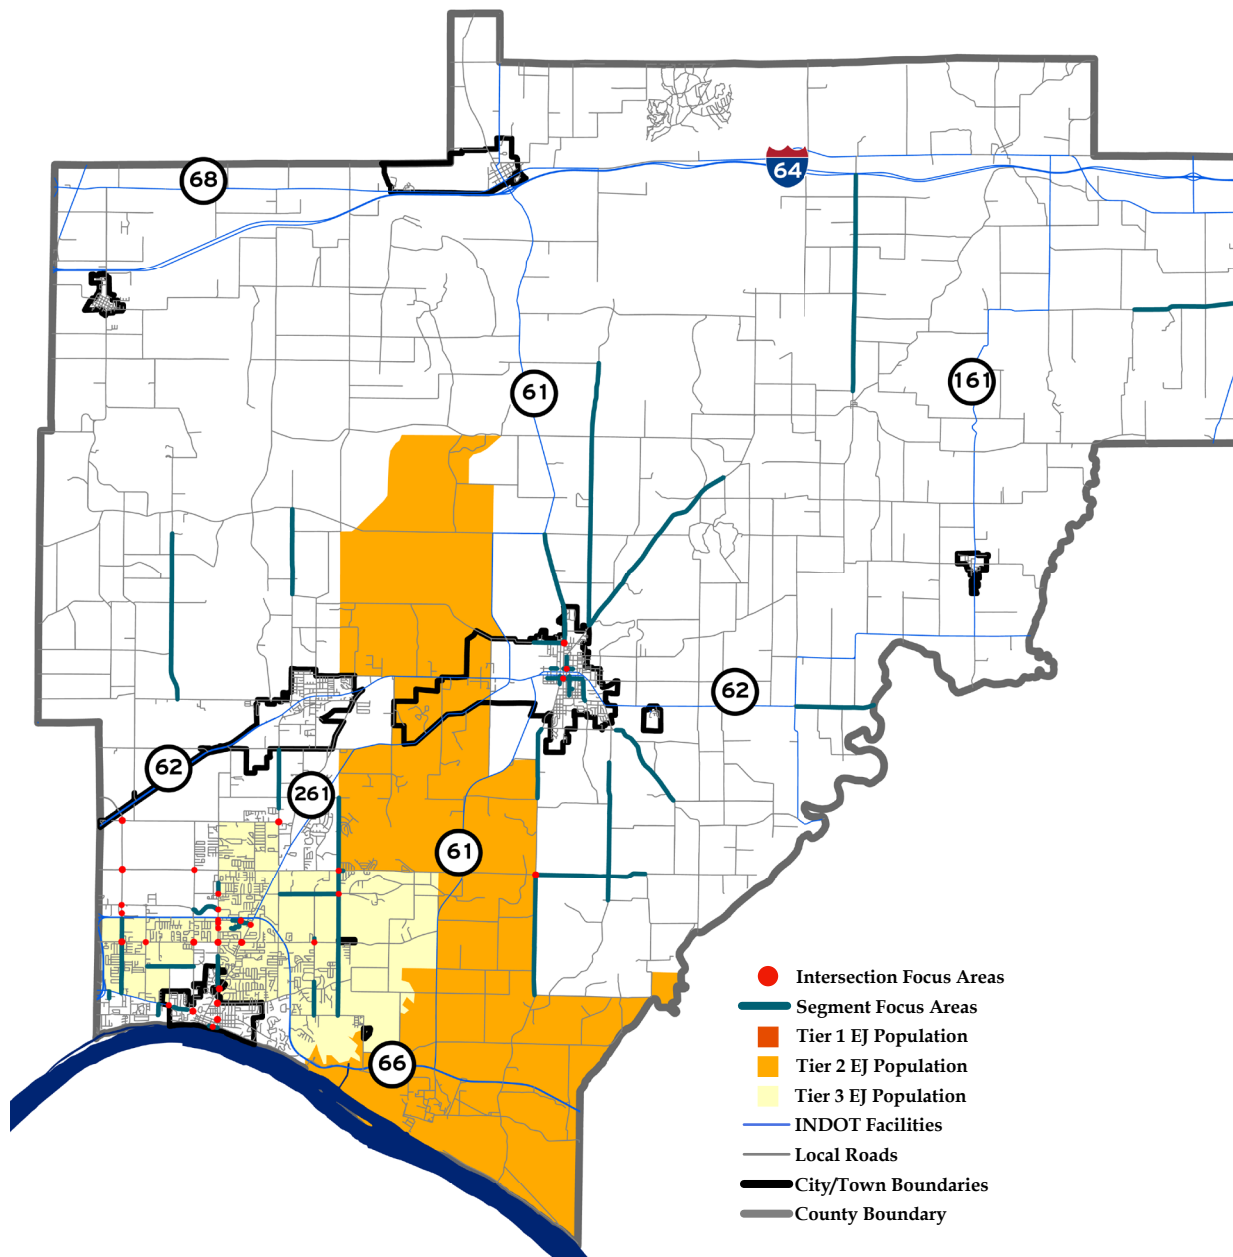 68
64
61
161
62
62
261
61
66
Intersection Focus Areas
Segment Focus Areas
Tier 1 EJ Population
Tier 2 EJ Population
Tier 3 EJ Population
INDOT Facilities
Local Roads
City/Town Boundaries
County Boundary